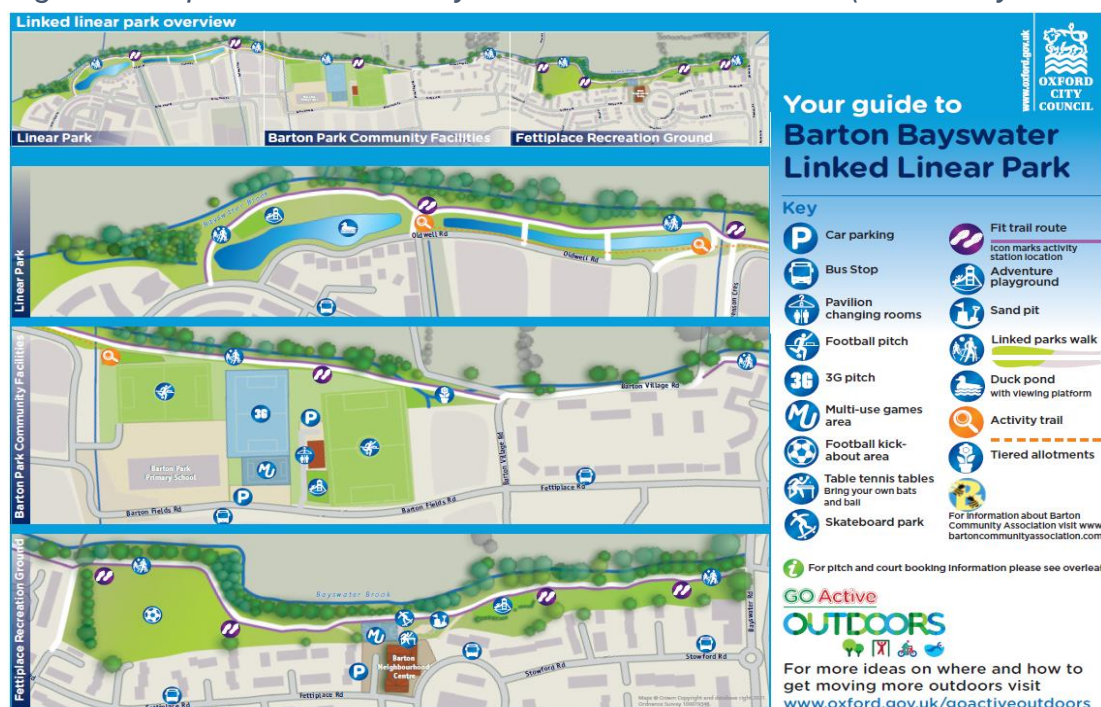 Linked linear park overview
Linear Park
Barton Park Community Facilities
Fettiplace Recreation Ground
Linear Park
Bayswater Brook
Oldwell Rd
Oldwell Rd
Barton Park Community Facilities
3G
Barton Park
Primary School
Barton Fields Rd
Barton Fields Rd
Barton Village Rd
Barton Village Rd
Fettiplace Rd
Fettiplace Recreation Ground
Bayswater Brook
Barton
Neighbourhood
Centre
Fettiplace Rd
Stowford Rd
Stowford Rd
Bayswater Rd
www.oxford.gov.uk
OXFORD
CITY
COUNCIL
Your guide to
Barton Bayswater
Linked Linear Park
Key
P Car parking
Bus Stop
Pavilion
changing rooms
Football pitch
3G 3G pitch
Multi-use games
area
Football kick-
about area
Table tennis tables
Bring your own bats
and ball
Skateboard park
Fit trail route
Icon marks activity
station location
Adventure
playground
Sand pit
Linked parks walk
Duck pond
with viewing platform
Activity trail
Tiered allotments
For information about Barton
Community Association visit www
bartoncommunityassociation.com
For pitch and court booking information please see overlea
GO Active
OUTDOORS
For more ideas on where and how to
get moving more outdoors visit
www.oxford.gov.uk/goactiveoutdoors